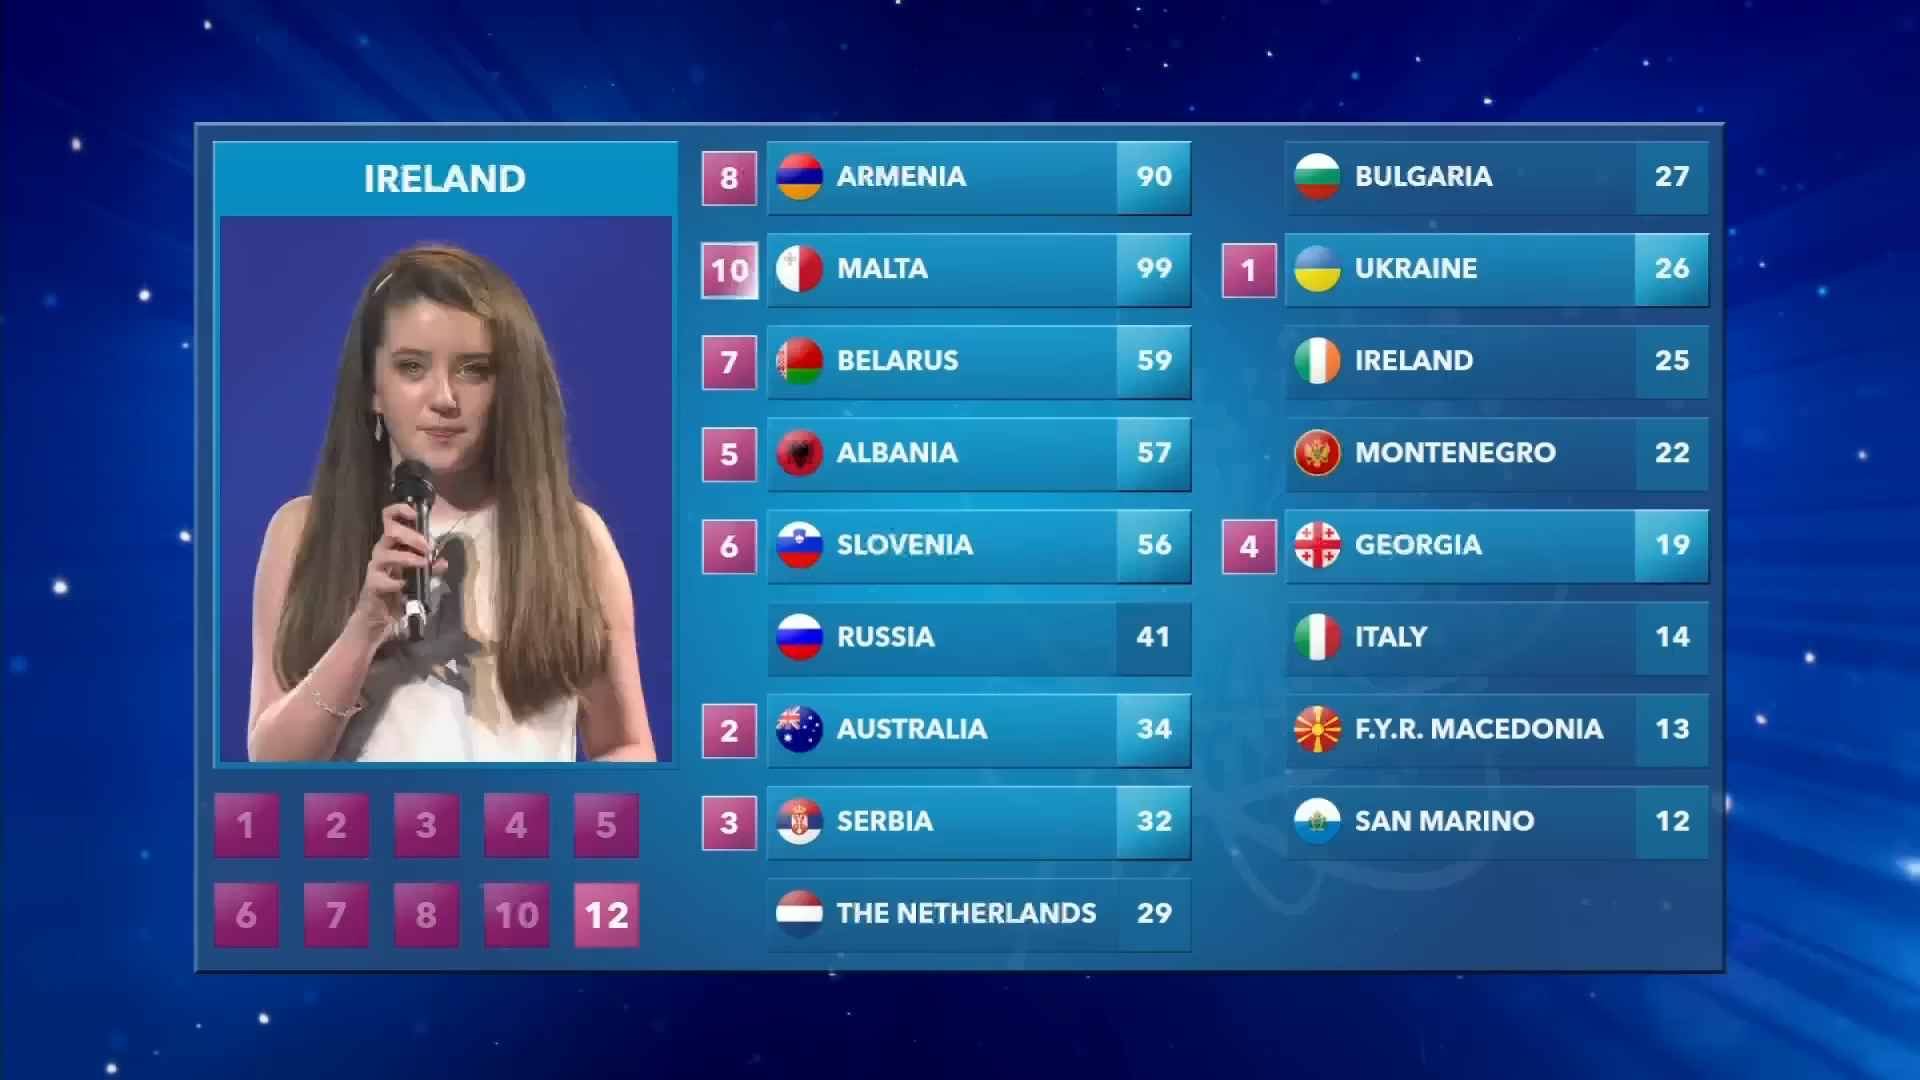 IRELAND
1 2 3 4 5
6 7 8 10 12
8 ARMENIA 90
10 MALTA 99
7 BELARUS 59
5 ALBANIA 57
6 SLOVENIA 56
RUSSIA 41
2 AUSTRALIA 34
3 SERBIA 32
THE NETHERLANDS 29
BULGARIA 27
1 UKRAINE 26
IRELAND 25
MONTENEGRO 22
4 GEORGIA 19
ITALY 14
F.Y.R. MACEDONIA 13
SAN MARINO 12